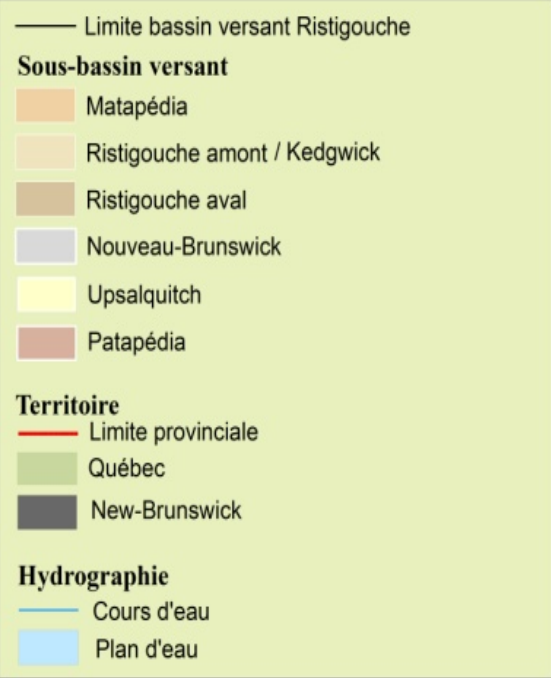 Limite bassin versant Ristigouche
Sous-bassin versant
Matapédia
Ristigouche amont / Kedgwick
Ristigouche aval
Nouveau-Brunswick
Upsalquitch
Patapédia
Territoire
Limite provinciale
Québec
New-Brunswick
Hydrographie
Cours d'eau
Plan d'eau